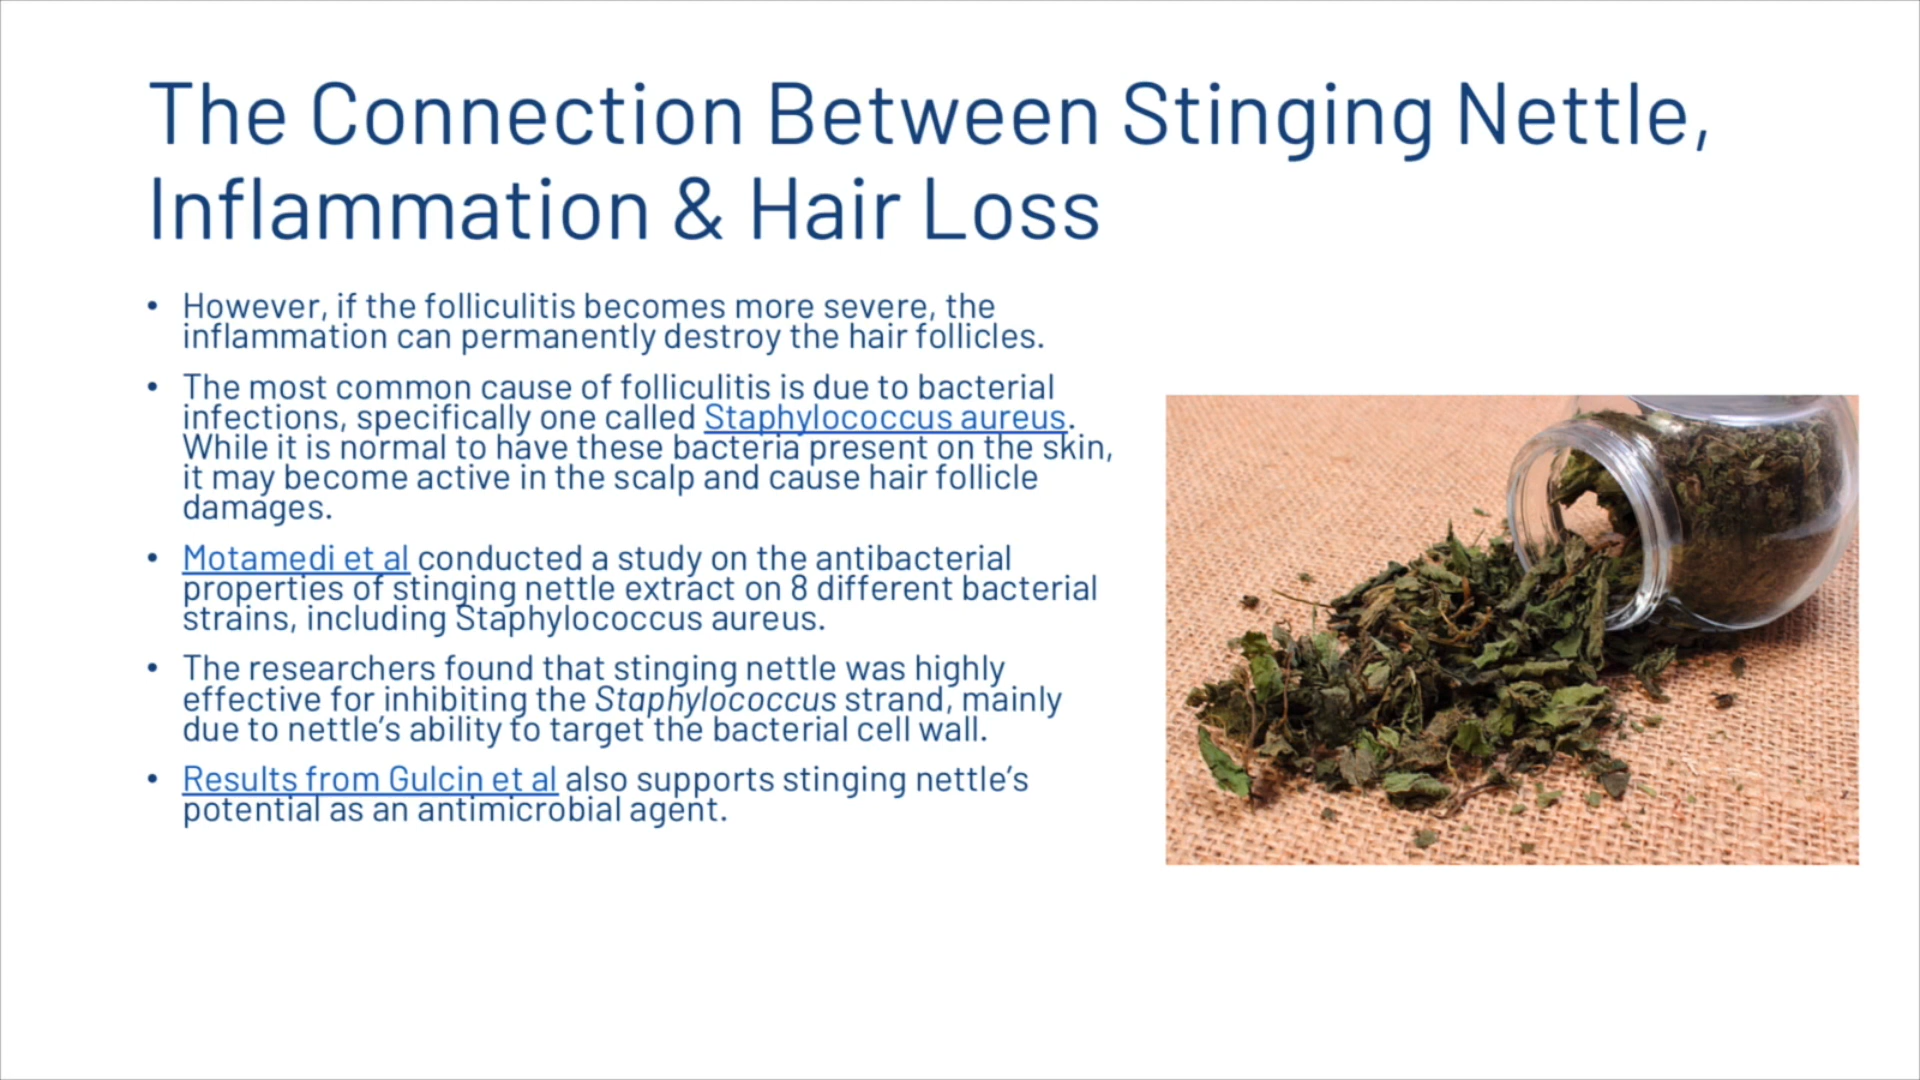 The Connection Between Stinging Nettle,
Inflammation & Hair Loss
• However, if the folliculitis becomes more severe, the
inflammation can permanently destroy the hair follicles.
• The most common cause of folliculitis is due to bacterial
infections, specifically one called Staphylococcus aureus.
While it is normal to have these bacteria present on the skin,
it may become active in the scalp and cause hair follicle
damages.
• Motamedi et al conducted a study on the antibacterial
properties of stinging nettle extract on 8 different bacterial
strains, including Staphylococcus aureus.
• The researchers found that stinging nettle was highly
effective for inhibiting the Staphylococcus strand, mainly
due to nettle’s ability to target the bacterial cell wall.
• Results from Gulcin et al also supports stinging nettle’s
potential as an antimicrobial agent.